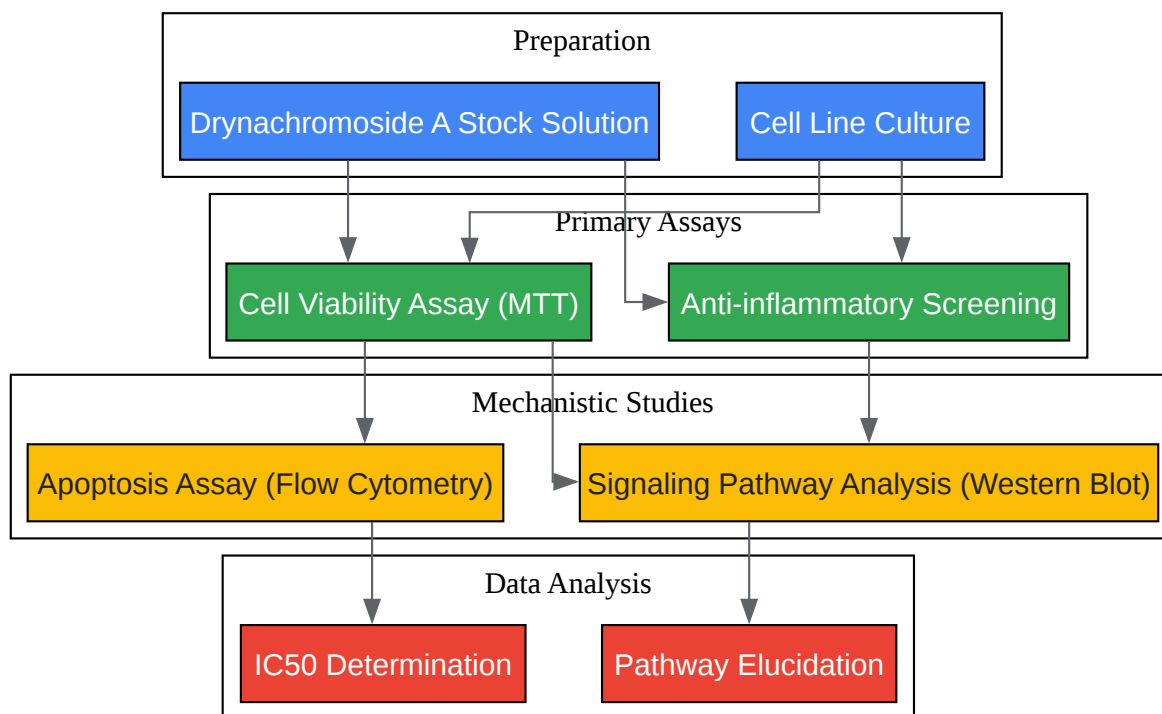 Preparation
Drynachromoside A Stock Solution
Cell Line Culture
Primary Assays
Cell Viability Assay (MTT)
Anti-inflammatory Screening
Mechanistic Studies
Apoptosis Assay (Flow Cytometry)
Signaling Pathway Analysis (Western Blot)
Data Analysis
IC50 Determination
Pathway Elucidation